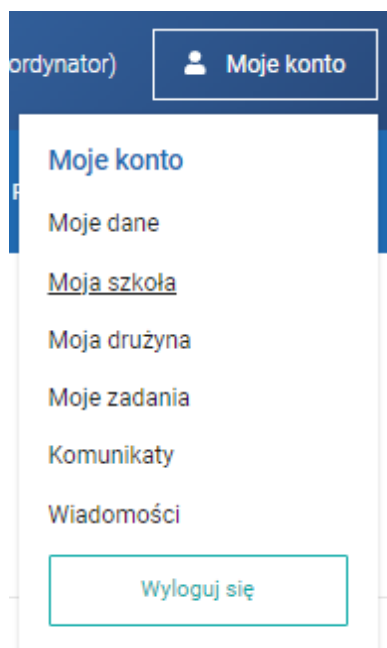 ordynator)
Moje konto
Moje konto
Moje dane
Moja szkoła
Moja drużyna
Moje zadania
Komunikaty
Wiadomości
Wyloguj się